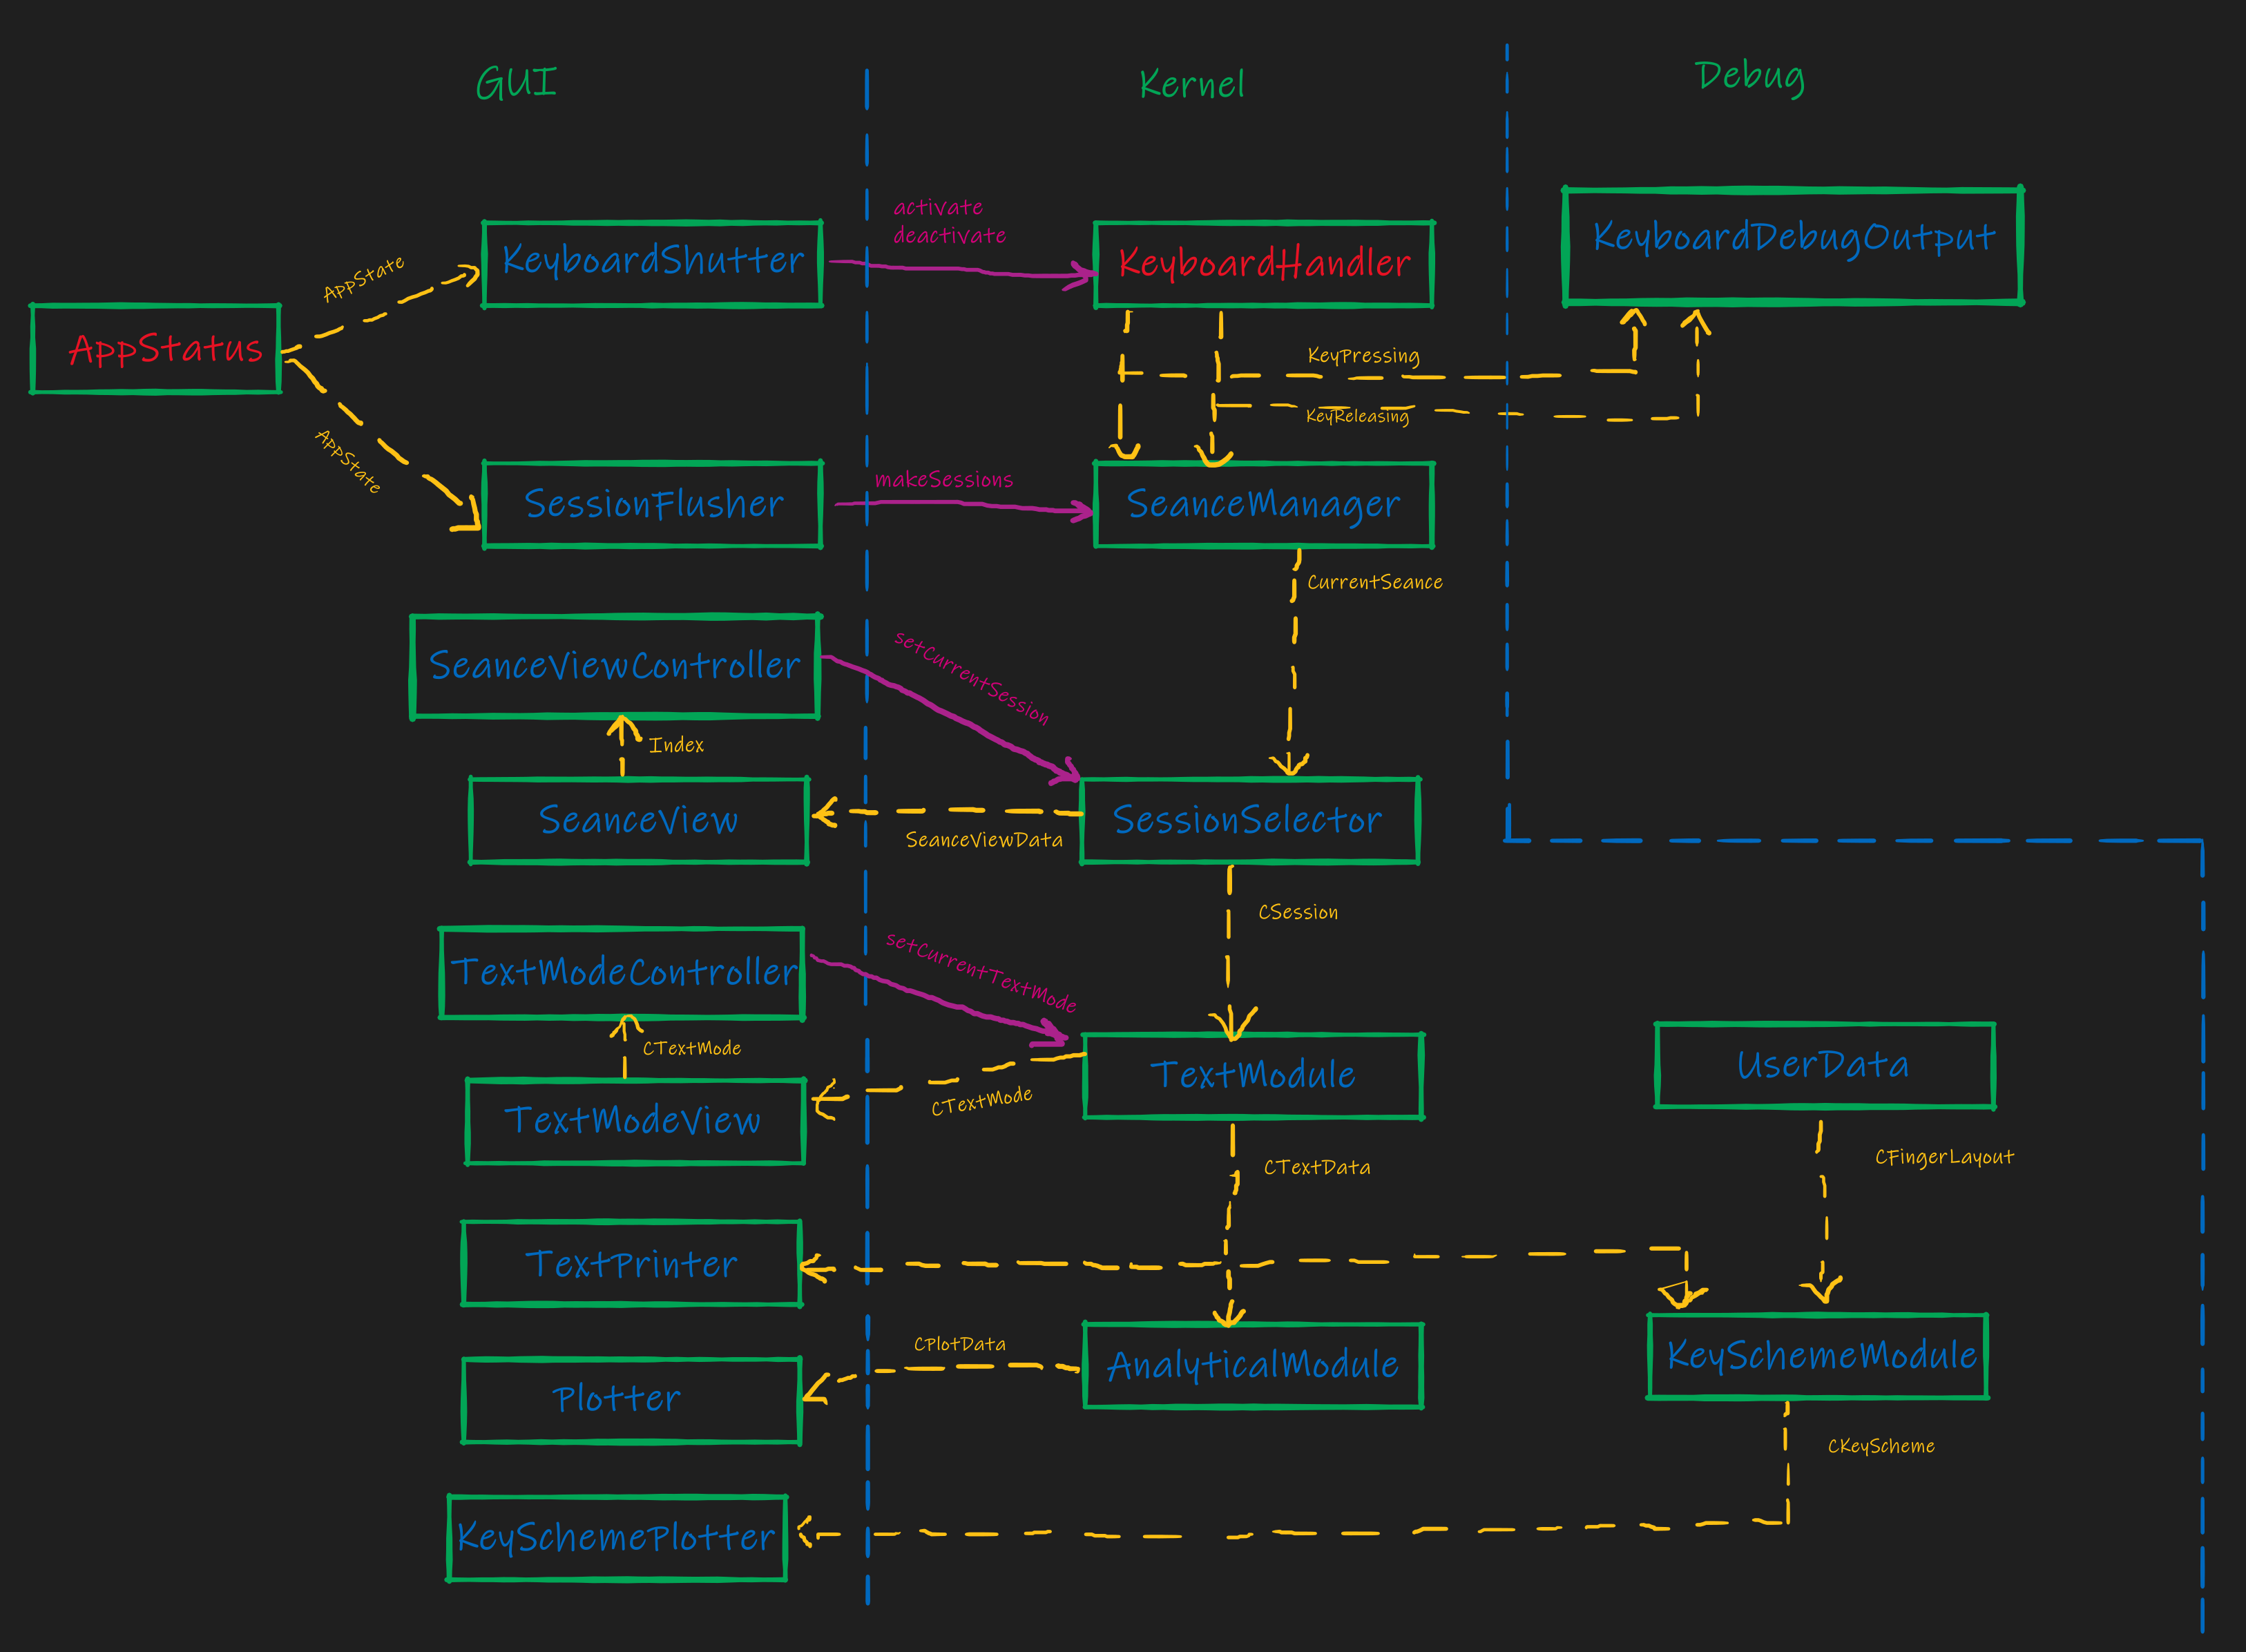 GUI
Kernel
Debug
KeyboardShutter
activate
deactivate
KeyboardHandler
KeyboardDebugOutput
AppState
AppStatus
KeyPressing
KeyReleasing
AppState
SessionFlusher
makeSessions
SeanceManager
CurrentSeance
SeanceViewController
setCurrentSession
Index
SeanceView
SeanceViewData
SessionSelector
CSession
TextModeController
setCurrentTextMode
CTextMode
TextModeView
CTextMode
TextModule
UserData
CTextData
CFingerLayout
TextPrinter
Plotter
CPlotData
AnalyticalModule
KeySchemeModule
CKeyScheme
KeySchemePlotter